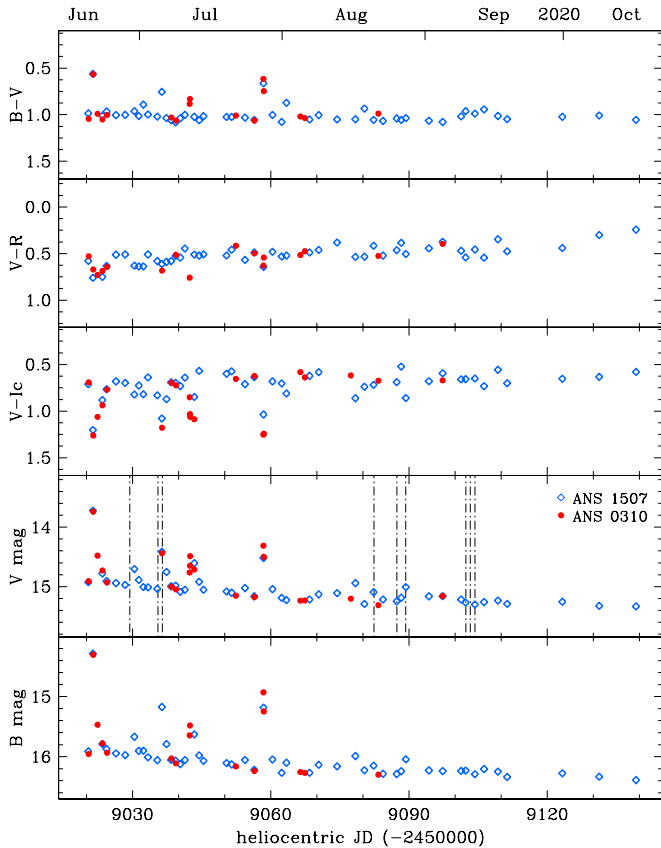 Jun Jul Aug Sep 2020 Oct
0.5
1.0
1.5
B−V
0.0
0.5
1.0
V−R
0.5
1.0
1.5
V−Ic
14
15
V mag
ANS 1507
ANS 0310
15
16
B mag
9030 9060 9090 9120
heliocentric JD (−2450000)